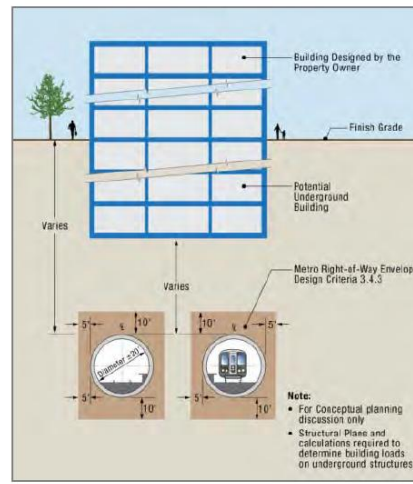 Building Designed by the
Property Owner
Finish Grade
Potential
Underground
Building
Varies
Varies
Metro Right-of-Way Envelop
Design Criteria 3.4.3
5'
10'
10'
5'
Diameter ±20'
5'
10'
5'
10'
Note:
• For Conceptual planning
discussion only
• Structural Plans and
calculations required to
determine building loads
on underground structures